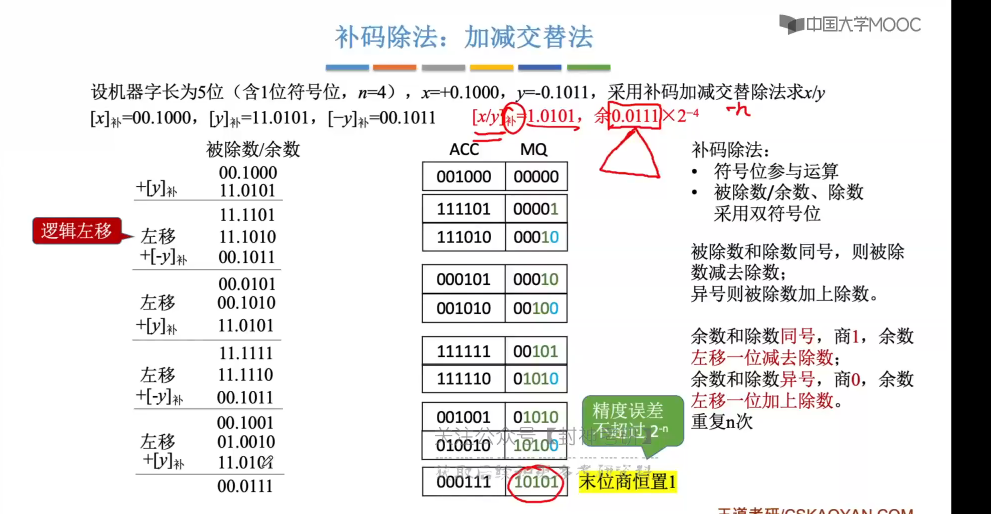 中国大学MOOC
补码除法：加减交替法
设机器字长为5位（含1位符号位，n=4），x=+0.1000，y=-0.1011，采用补码加减交替除法求x/y
[x]补=00.1000，[y]补=11.0101，[−y]补=00.1011
[x/y]补=1.0101，余0.0111×2⁻⁴
-n
被除数/余数
ACC MQ
00.1000
+[y]补 11.0101
11.1101
左移 11.1010
+[-y]补 00.1011
00.0101
左移 00.1010
+[y]补 11.0101
11.1111
左移 11.1110
+[-y]补 00.1011
00.1001
左移 01.0010
+[y]补 11.0101
00.0111
逻辑左移
001000 00000
111101 00001
111010 00010
000101 00010
001010 00100
111111 00101
111110 01010
001001 01010
010010 10100
000111 10101
末位商恒置1
精度误差
不超过 2⁻ⁿ
补码除法：
• 符号位参与运算
• 被除数/余数、除数
采用双符号位
被除数和除数同号，则被除
数减去除数；
异号则被除数加上除数。
余数和除数同号，商1，余数
左移一位减去除数；
余数和除数异号，商0，余数
左移一位加上除数。
重复n次
关注公众号【封神
王道考研/CSKAOYAN.COM